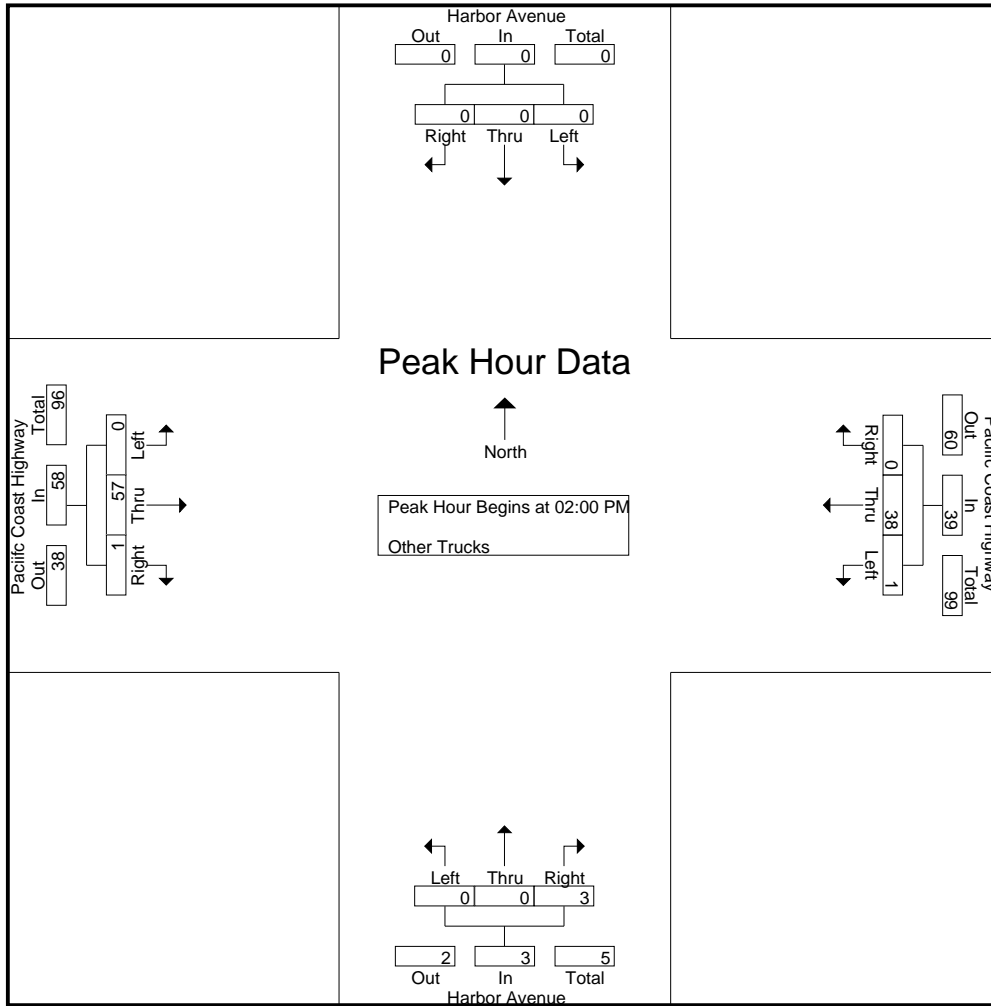 Harbor Avenue
Out In Total
0 0 0
0 0 0
Right Thru Left
Peak Hour Data
North
Peak Hour Begins at 02:00 PM
Other Trucks
Paciifc Coast Highway
Total In Out
96 58 38
0 57 1
Left Thru Right
Paciifc Coast Highway
Out In Total
60 39 99
0 38 1
Right Thru Left
Left Thru Right
0 0 3
2 3 5
Out In Total
Harbor Avenue